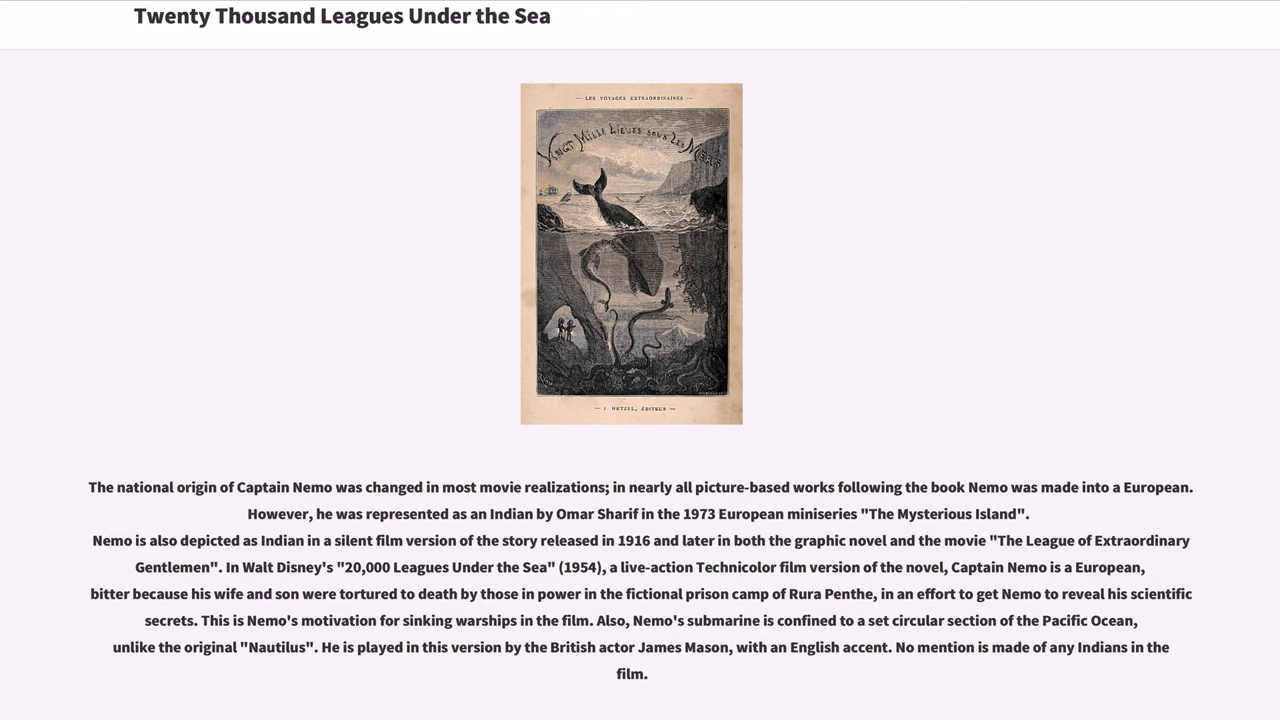 Twenty Thousand Leagues Under the Sea
— LES VOYAGES EXTRAORDINAIRES —
VINGT MILLE LIEUES SOUS LES MERS
— J. HETZEL, ÉDITEUR —
The national origin of Captain Nemo was changed in most movie realizations; in nearly all picture-based works following the book Nemo was made into a European.
However, he was represented as an Indian by Omar Sharif in the 1973 European miniseries "The Mysterious Island".
Nemo is also depicted as Indian in a silent film version of the story released in 1916 and later in both the graphic novel and the movie "The League of Extraordinary
Gentlemen". In Walt Disney's "20,000 Leagues Under the Sea" (1954), a live-action Technicolor film version of the novel, Captain Nemo is a European,
bitter because his wife and son were tortured to death by those in power in the fictional prison camp of Rura Penthe, in an effort to get Nemo to reveal his scientific
secrets. This is Nemo's motivation for sinking warships in the film. Also, Nemo's submarine is confined to a set circular section of the Pacific Ocean,
unlike the original "Nautilus". He is played in this version by the British actor James Mason, with an English accent. No mention is made of any Indians in the
film.